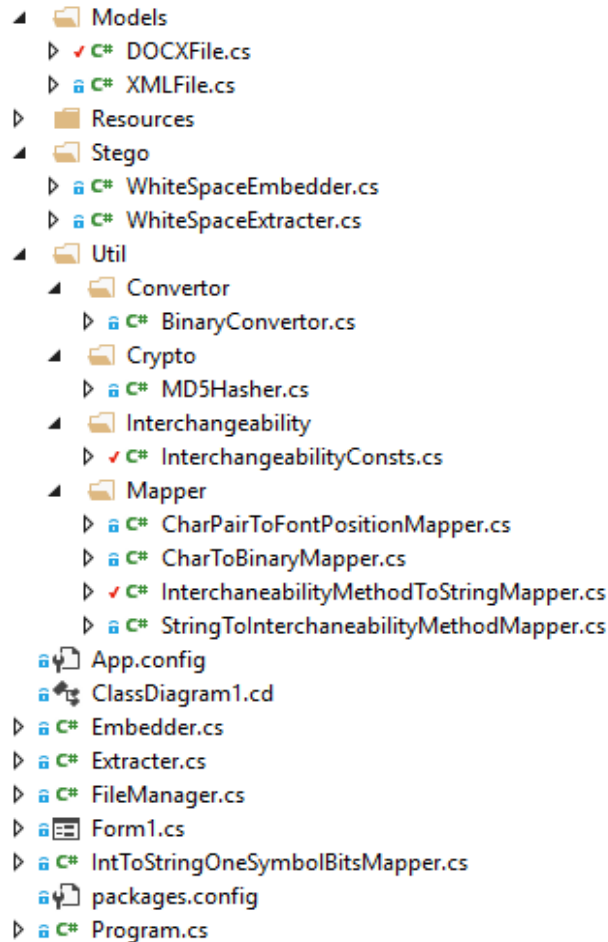 Models
C# DOCXFile.cs
C# XMLFile.cs
Resources
Stego
C# WhiteSpaceEmbedder.cs
C# WhiteSpaceExtracter.cs
Util
Convertor
C# BinaryConvertor.cs
Crypto
C# MD5Hasher.cs
Interchangeability
C# InterchangeabilityConsts.cs
Mapper
C# CharPairToFontPositionMapper.cs
C# CharToBinaryMapper.cs
C# InterchaneabilityMethodToStringMapper.cs
C# StringToInterchaneabilityMethodMapper.cs
App.config
ClassDiagram1.cd
C# Embedder.cs
C# Extracter.cs
C# FileManager.cs
Form1.cs
C# IntToStringOneSymbolBitsMapper.cs
packages.config
C# Program.cs